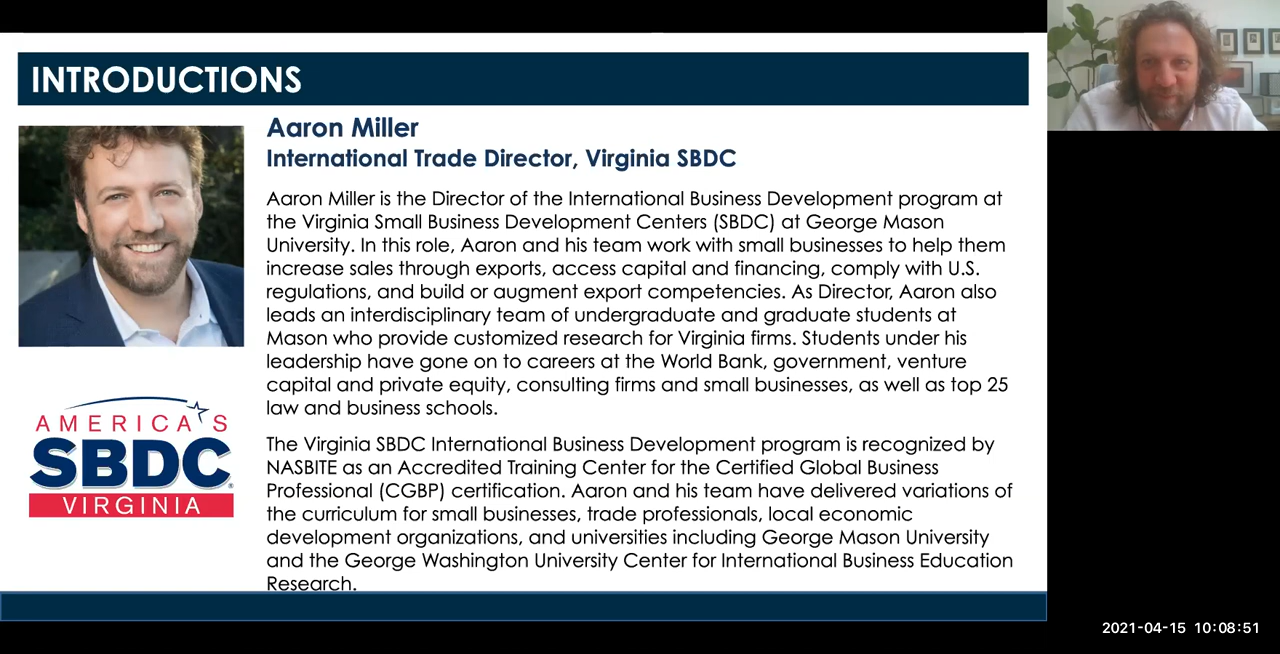 INTRODUCTIONS
Aaron Miller
International Trade Director, Virginia SBDC
Aaron Miller is the Director of the International Business Development program at
the Virginia Small Business Development Centers (SBDC) at George Mason
University. In this role, Aaron and his team work with small businesses to help them
increase sales through exports, access capital and financing, comply with U.S.
regulations, and build or augment export competencies. As Director, Aaron also
leads an interdisciplinary team of undergraduate and graduate students at
Mason who provide customized research for Virginia firms. Students under his
leadership have gone on to careers at the World Bank, government, venture
capital and private equity, consulting firms and small businesses, as well as top 25
law and business schools.
The Virginia SBDC International Business Development program is recognized by
NASBITE as an Accredited Training Center for the Certified Global Business
Professional (CGBP) certification. Aaron and his team have delivered variations of
the curriculum for small businesses, trade professionals, local economic
development organizations, and universities including George Mason University
and the George Washington University Center for International Business Education
Research.
AMERICA'S
SBDC®
VIRGINIA
2021-04-15 10:08:51